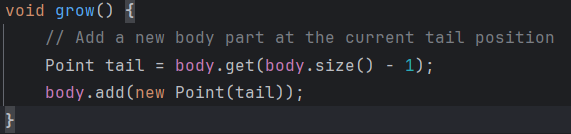 void grow() {
    // Add a new body part at the current tail position
    Point tail = body.get(body.size() - 1);
    body.add(new Point(tail));
}